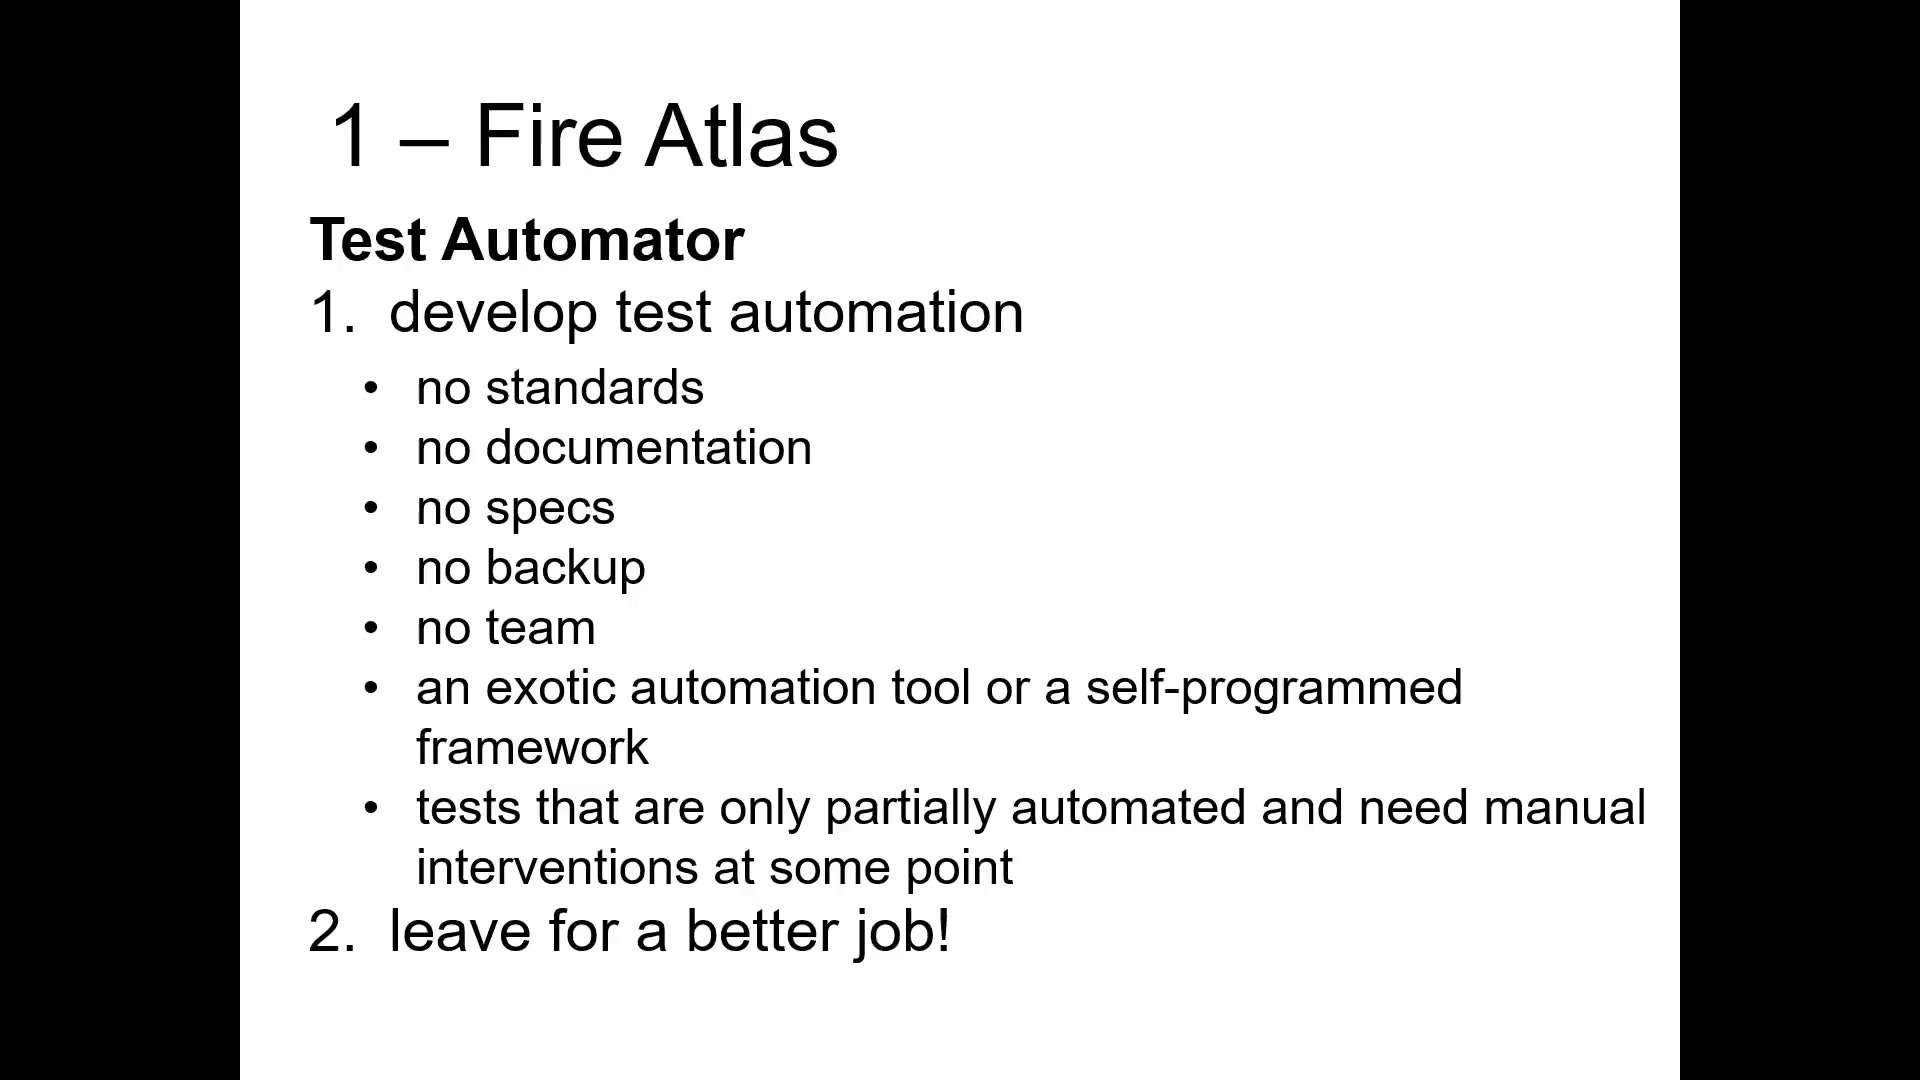 1 – Fire Atlas
Test Automator
1. develop test automation
• no standards
• no documentation
• no specs
• no backup
• no team
• an exotic automation tool or a self-programmed
framework
• tests that are only partially automated and need manual
interventions at some point
2. leave for a better job!